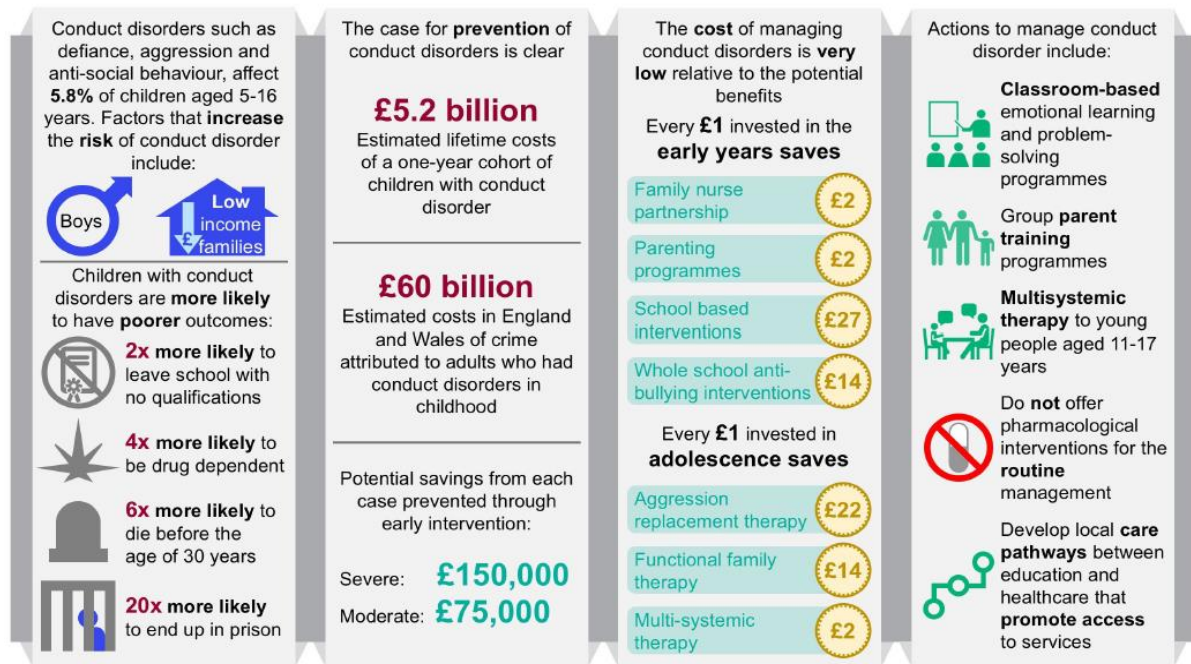 Conduct disorders such as
defiance, aggression and
anti-social behaviour, affect
5.8% of children aged 5-16
years. Factors that increase
the risk of conduct disorder
include:
Boys
Low
income
£
families
Children with conduct
disorders are more likely
to have poorer outcomes:
2x more likely to
leave school with
no qualifications
4x more likely to
be drug dependent
6x more likely to
die before the
age of 30 years
20x more likely
to end up in prison
The case for prevention of
conduct disorders is clear
£5.2 billion
Estimated lifetime costs
of a one-year cohort of
children with conduct
disorder
£60 billion
Estimated costs in England
and Wales of crime
attributed to adults who had
conduct disorders in
childhood
Potential savings from each
case prevented through
early intervention:
Severe: £150,000
Moderate: £75,000
The cost of managing
conduct disorders is very
low relative to the potential
benefits
Every £1 invested in the
early years saves
Family nurse
partnership
£2
Parenting
programmes
£2
School based
interventions
£27
Whole school anti-
bullying interventions
£14
Every £1 invested in
adolescence saves
Aggression
replacement therapy
£22
Functional family
therapy
£14
Multi-systemic
therapy
£2
Actions to manage conduct
disorder include:
Classroom-based
emotional learning
and problem-
solving
programmes
Group parent
training
programmes
Multisystemic
therapy to young
people aged 11-17
years
Do not offer
pharmacological
interventions for the
routine
management
Develop local care
pathways between
education and
healthcare that
promote access
to services